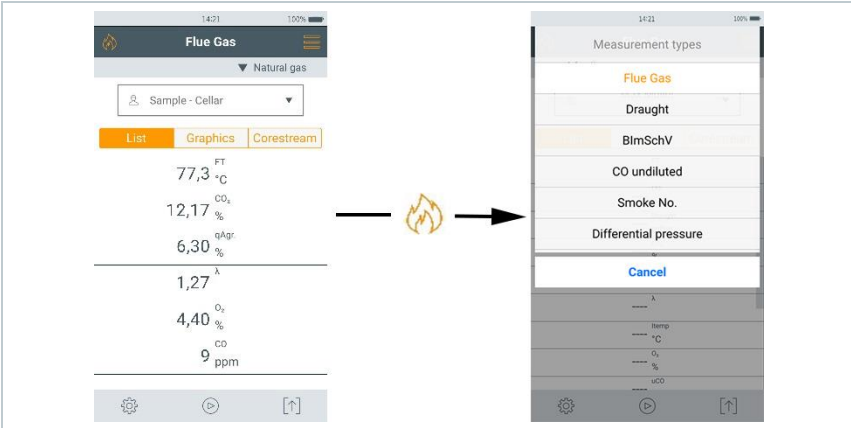 14:21 100%
Flue Gas
Natural gas
Sample - Cellar
List Graphics Corestream
FT
77,3 °C
COₓ
12,17 %
qAgr.
6,30 %
λ
1,27
O₂
4,40 %
CO
9 ppm
14:21 100%
Measurement types
Flue Gas
Draught
BImSchV
CO undiluted
Smoke No.
Differential pressure
Cancel
---- λ
Itemp
---- °C
O₂
---- %
uCO
----